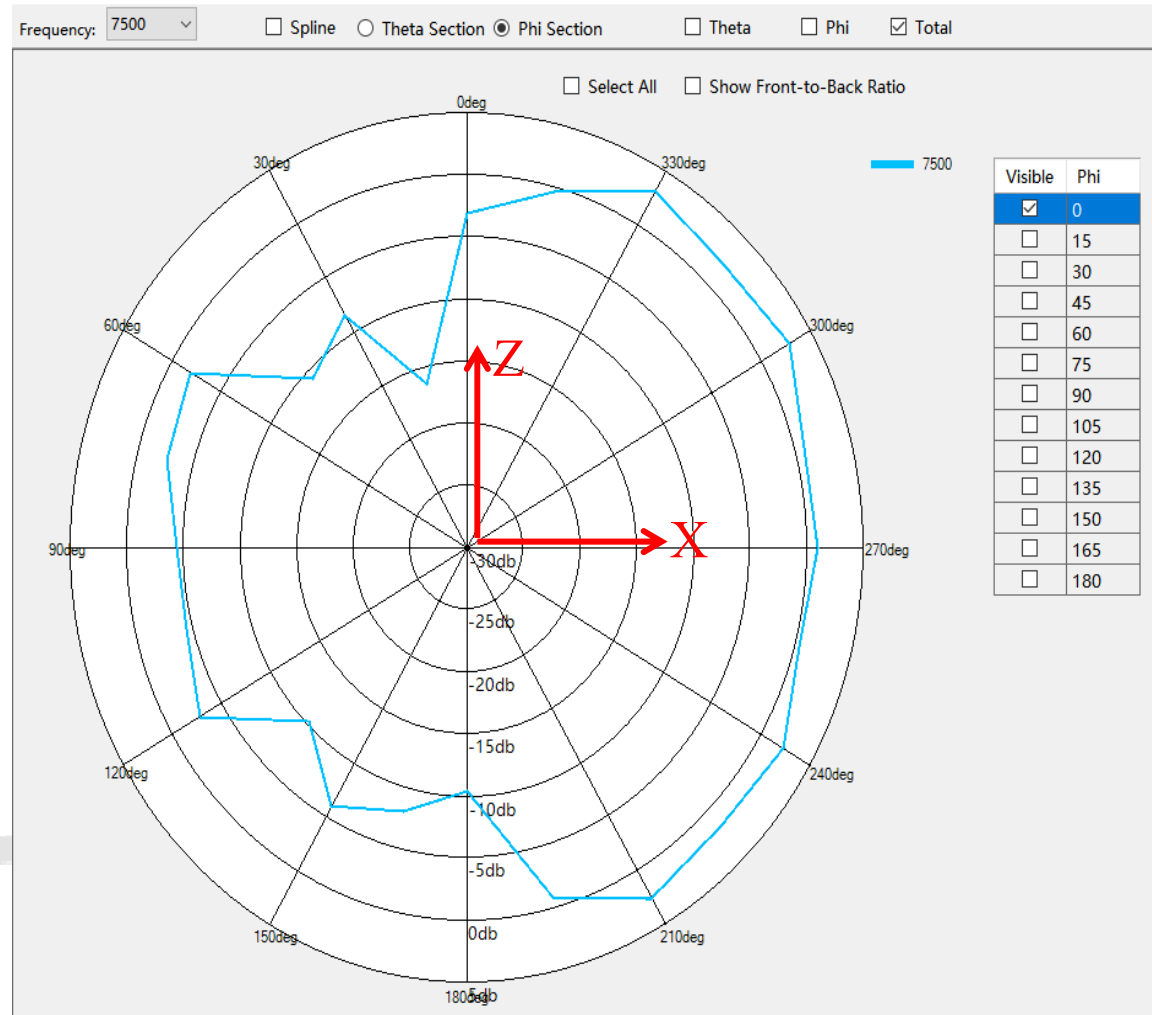 Frequency: 7500 Spline Theta Section Phi Section Theta Phi Total
Select All Show Front-to-Back Ratio
0deg
30deg 330deg 7500
Visible Phi
0
15
30
45
60
75
90
105
120
135
150
165
180
60deg 300deg
Z
X
90deg 270deg
-30db
-25db
-20db
-15db
120deg 240deg
-10db
-5db
0db
150deg 210deg
180deg 5db